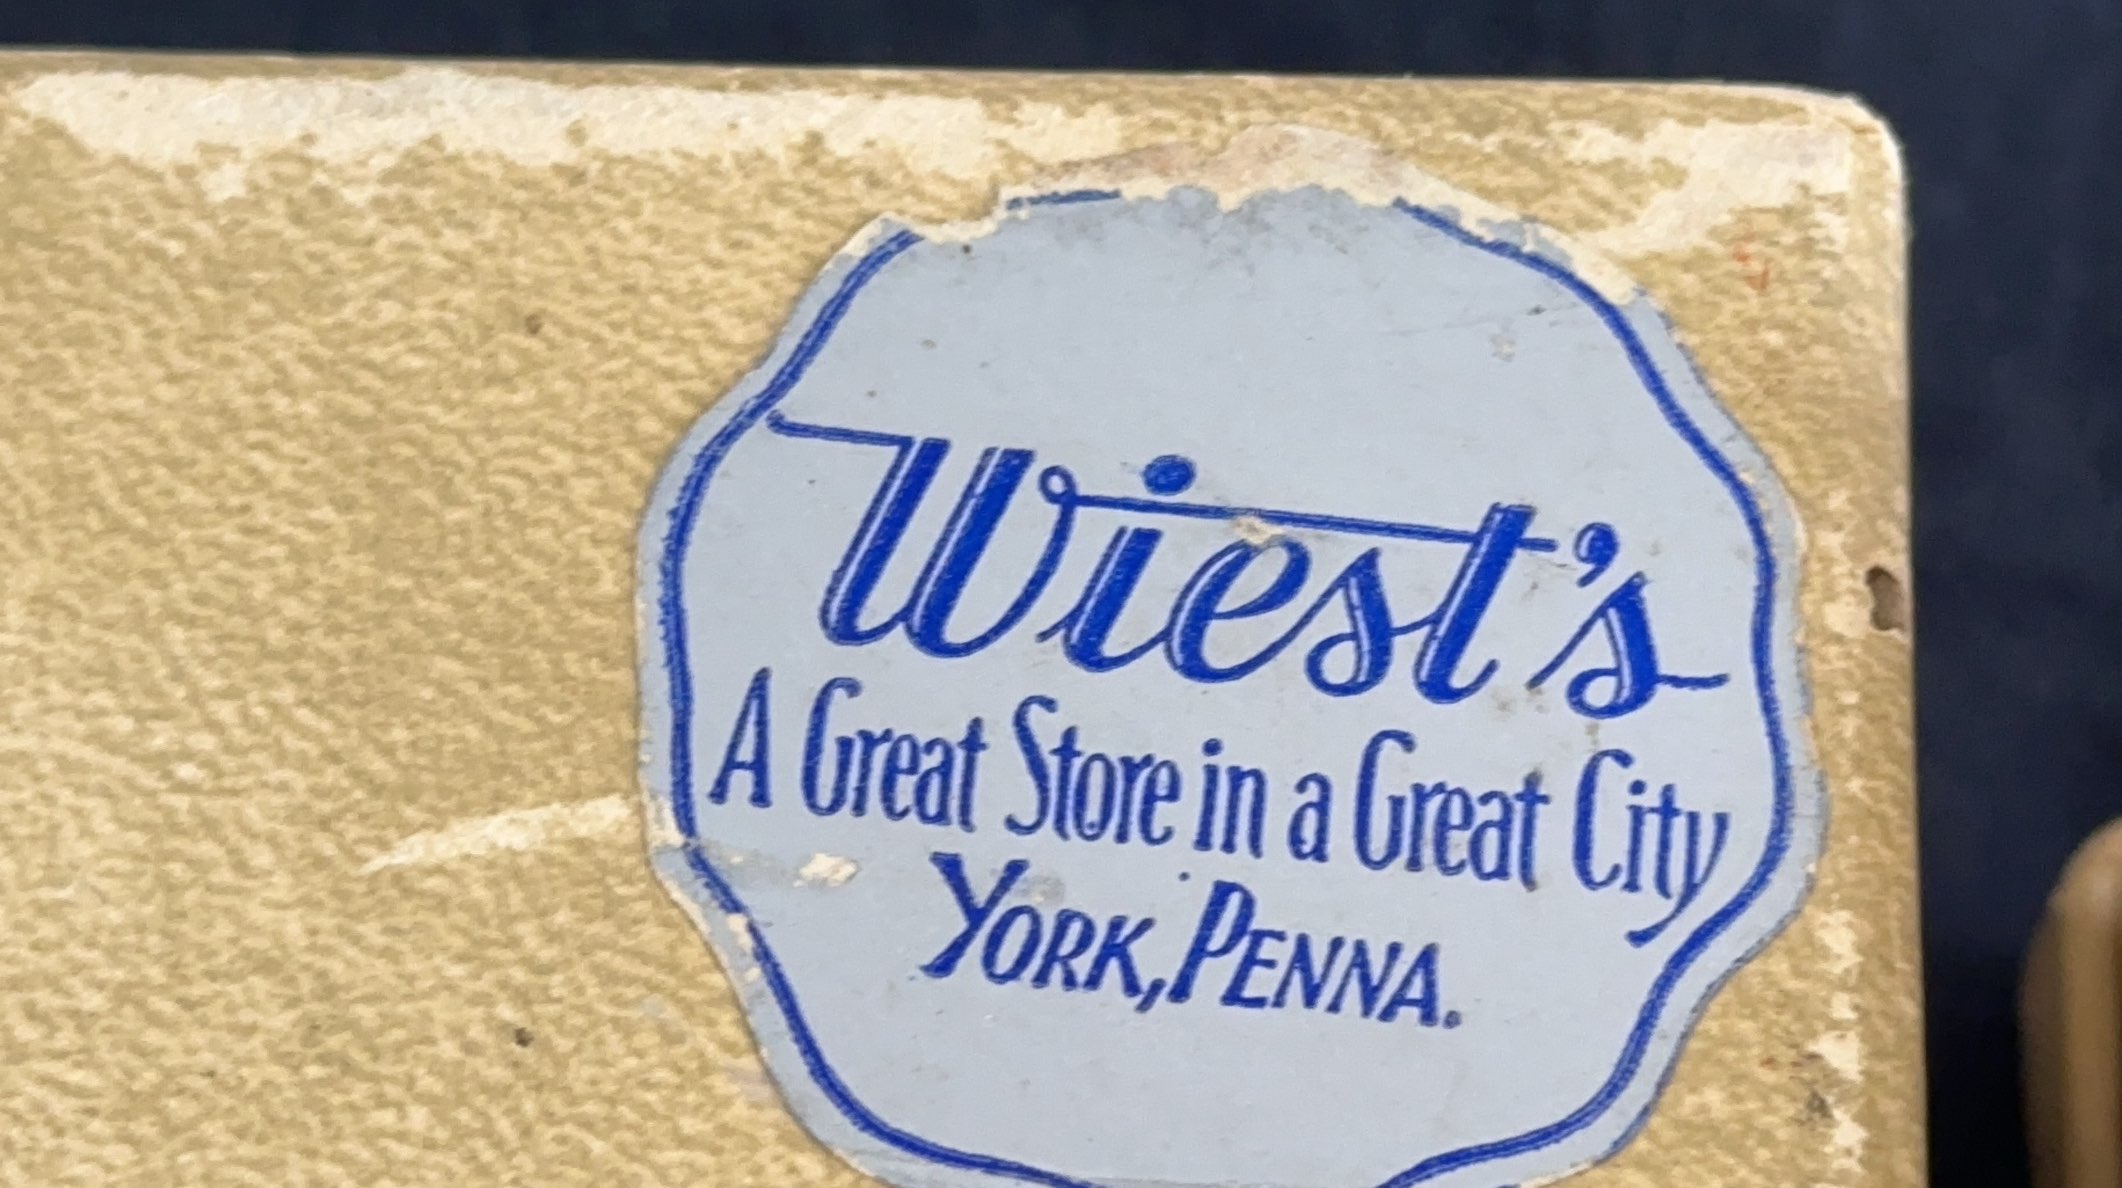 Wiest's
A Great Store in a Great City
YORK, PENNA.